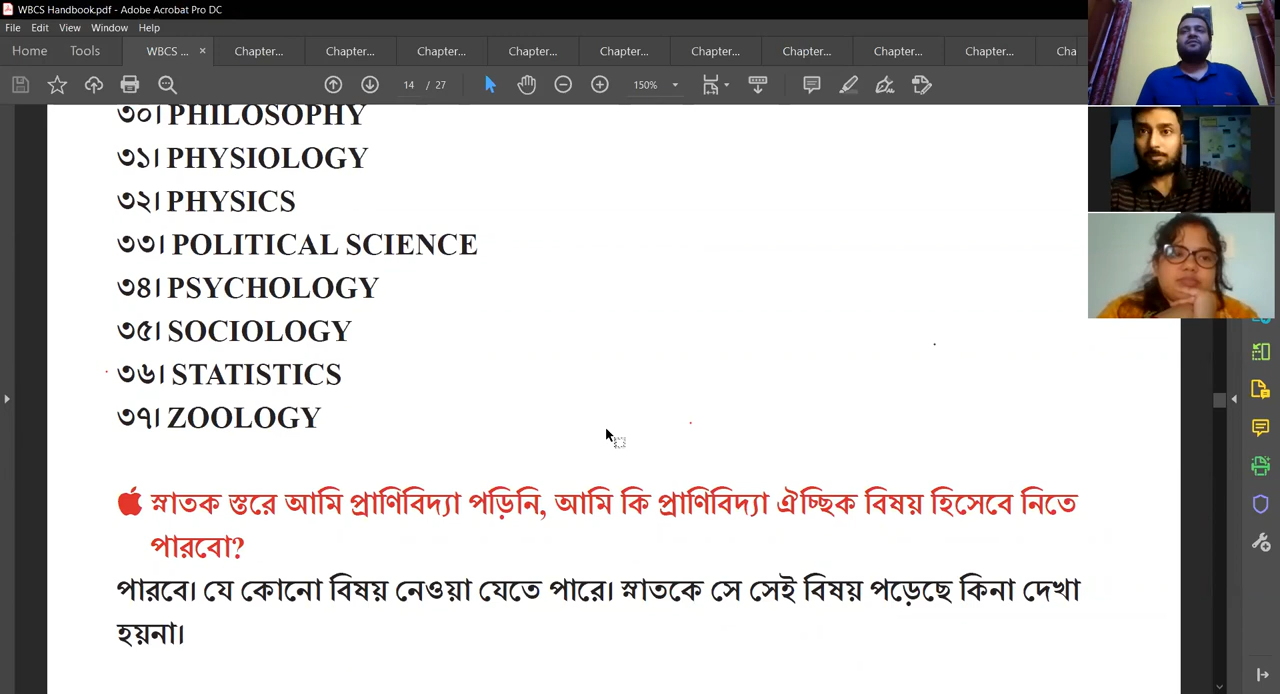 WBCS Handbook.pdf - Adobe Acrobat Pro DC
File Edit View Window Help
Home Tools WBCS ... × Chapter... Chapter... Chapter... Chapter... Chapter... Chapter... Chapter... Chapter... Chapter... Cha
14 / 27 150%
৩০। PHILOSOPHY
৩১। PHYSIOLOGY
৩২। PHYSICS
৩৩। POLITICAL SCIENCE
৩৪। PSYCHOLOGY
৩৫। SOCIOLOGY
৩৬। STATISTICS
৩৭। ZOOLOGY
স্নাতক স্তরে আমি প্রাণিবিদ্যা পড়িনি, আমি কি প্রাণিবিদ্যা ঐচ্ছিক বিষয় হিসেবে নিতে
পারবো?
পারবে। যে কোনো বিষয় নেওয়া যেতে পারে। স্নাতকে সে সেই বিষয় পড়েছে কিনা দেখা
হয়না।